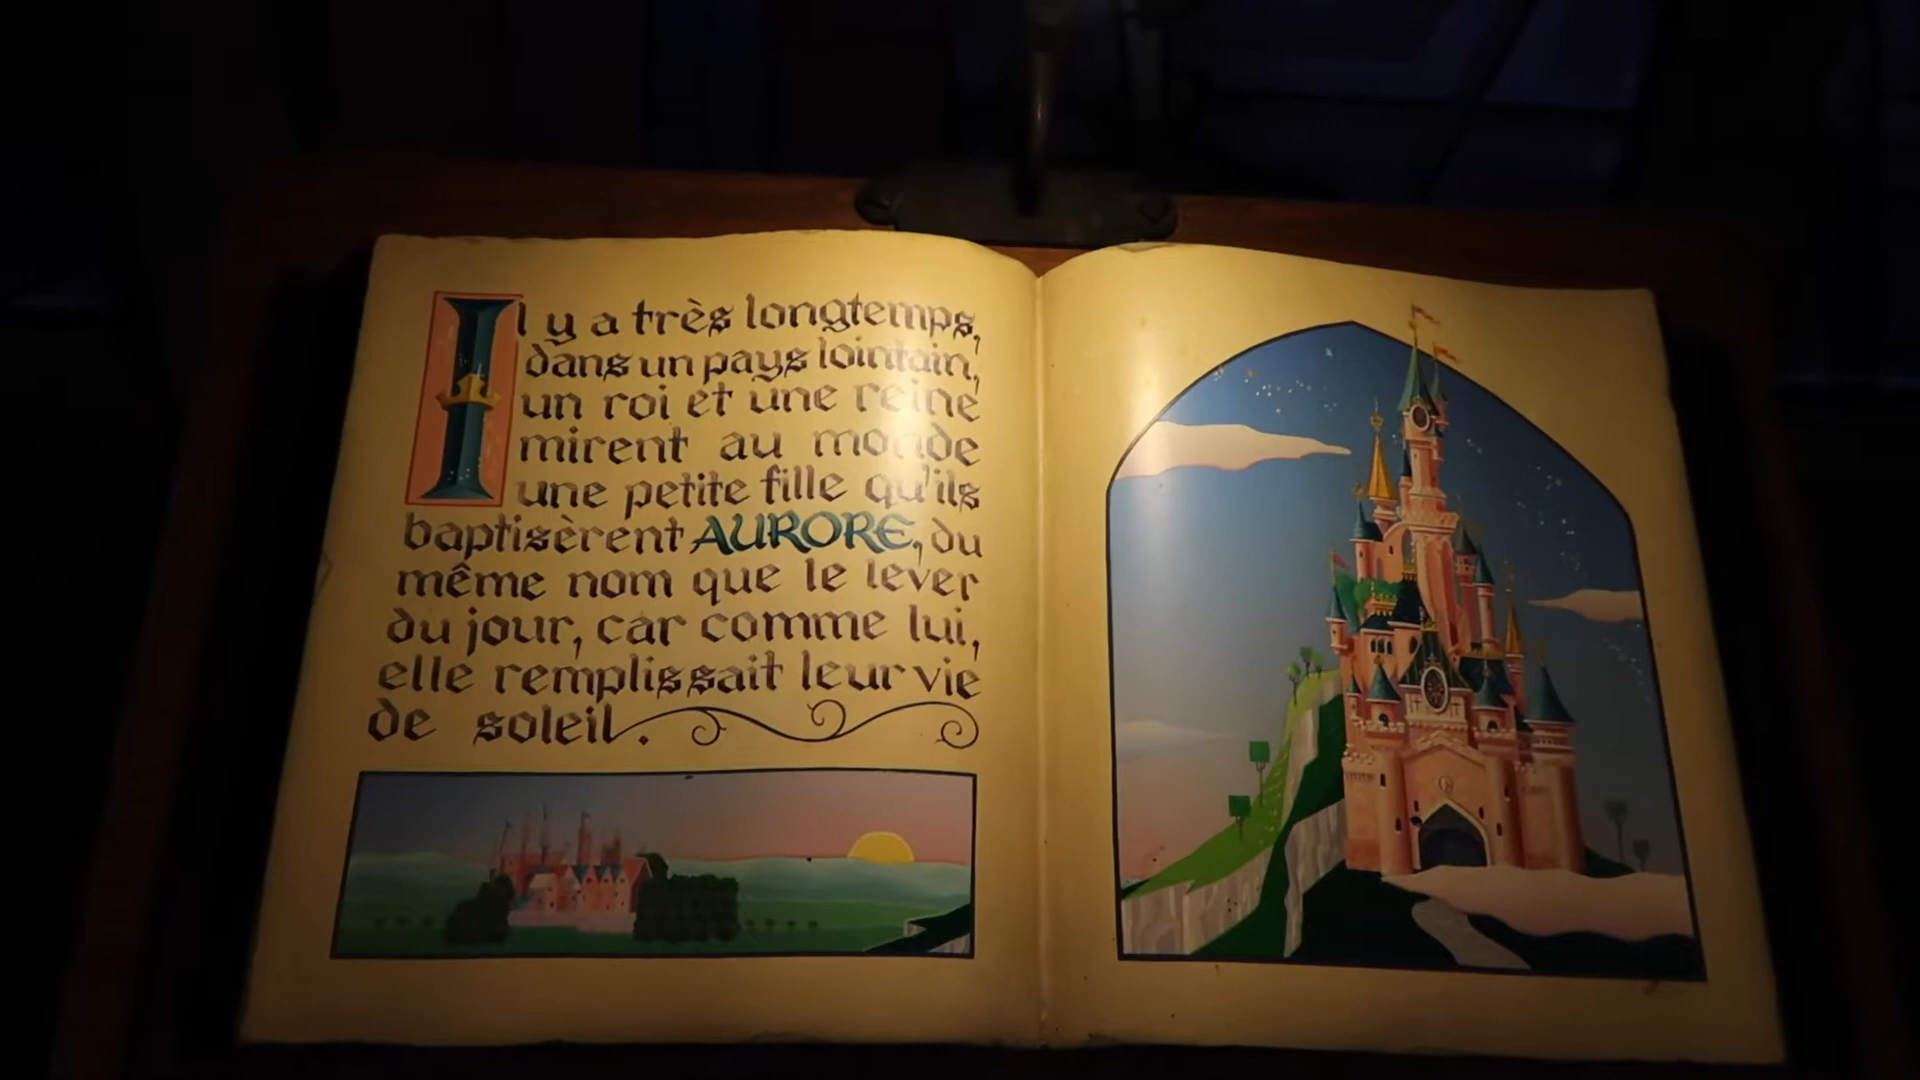 Il y a très longtemps,
dans un pays lointain,
un roi et une reine
mirent au monde
une petite fille qu'ils
baptisèrent AURORE, du
même nom que le lever
du jour, car comme lui,
elle remplissait leur vie
de soleil.